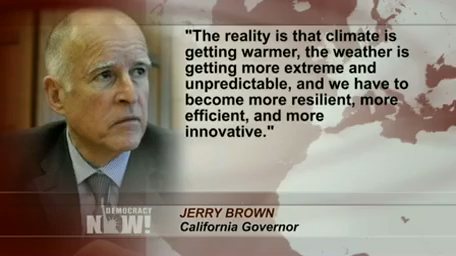 "The reality is that climate is
getting warmer, the weather is
getting more extreme and
unpredictable, and we have to
become more resilient, more
efficient, and more
innovative."
DEMOCRACY
NOW!
JERRY BROWN
California Governor